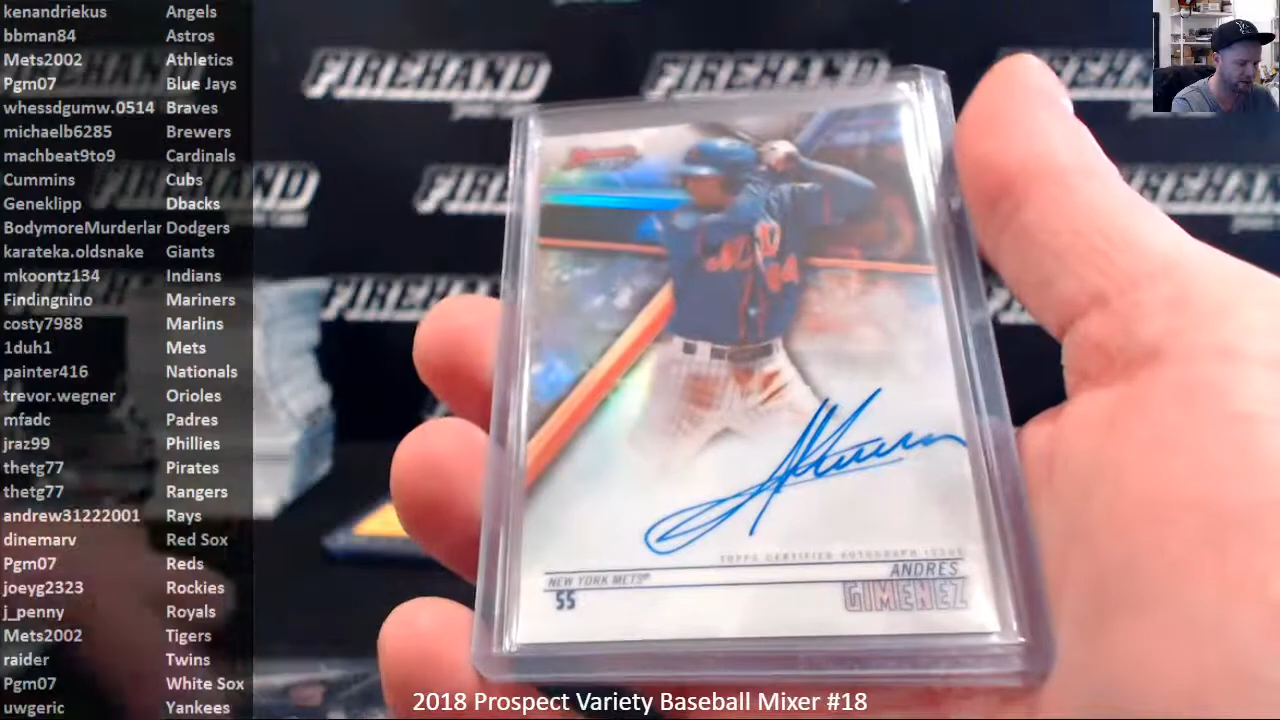 kenandriekus Angels
bbman84 Astros
Mets2002 Athletics
Pgm07 Blue Jays
whessdgumw.0514 Braves
michaelb6285 Brewers
machbeat9to9 Cardinals
Cummins Cubs
Geneklipp Dbacks
BodymoreMurderlar Dodgers
karateka.oldsnake Giants
mkoontz134 Indians
Findingnino Mariners
costy7988 Marlins
1duh1 Mets
painter416 Nationals
trevor.wegner Orioles
mfadc Padres
jraz99 Phillies
thetg77 Pirates
thetg77 Rangers
andrew31222001 Rays
dinemarv Red Sox
Pgm07 Reds
joeyg2323 Rockies
j_penny Royals
Mets2002 Tigers
raider Twins
Pgm07 White Sox
uwgeric Yankees
FIREHAND FIREHAND
FIREHAND
FIREHAND
TOPPS CERTIFIED AUTOGRAPH ISSUE
NEW YORK METS® ANDRES
SS GIMENEZ
2018 Prospect Variety Baseball Mixer #18